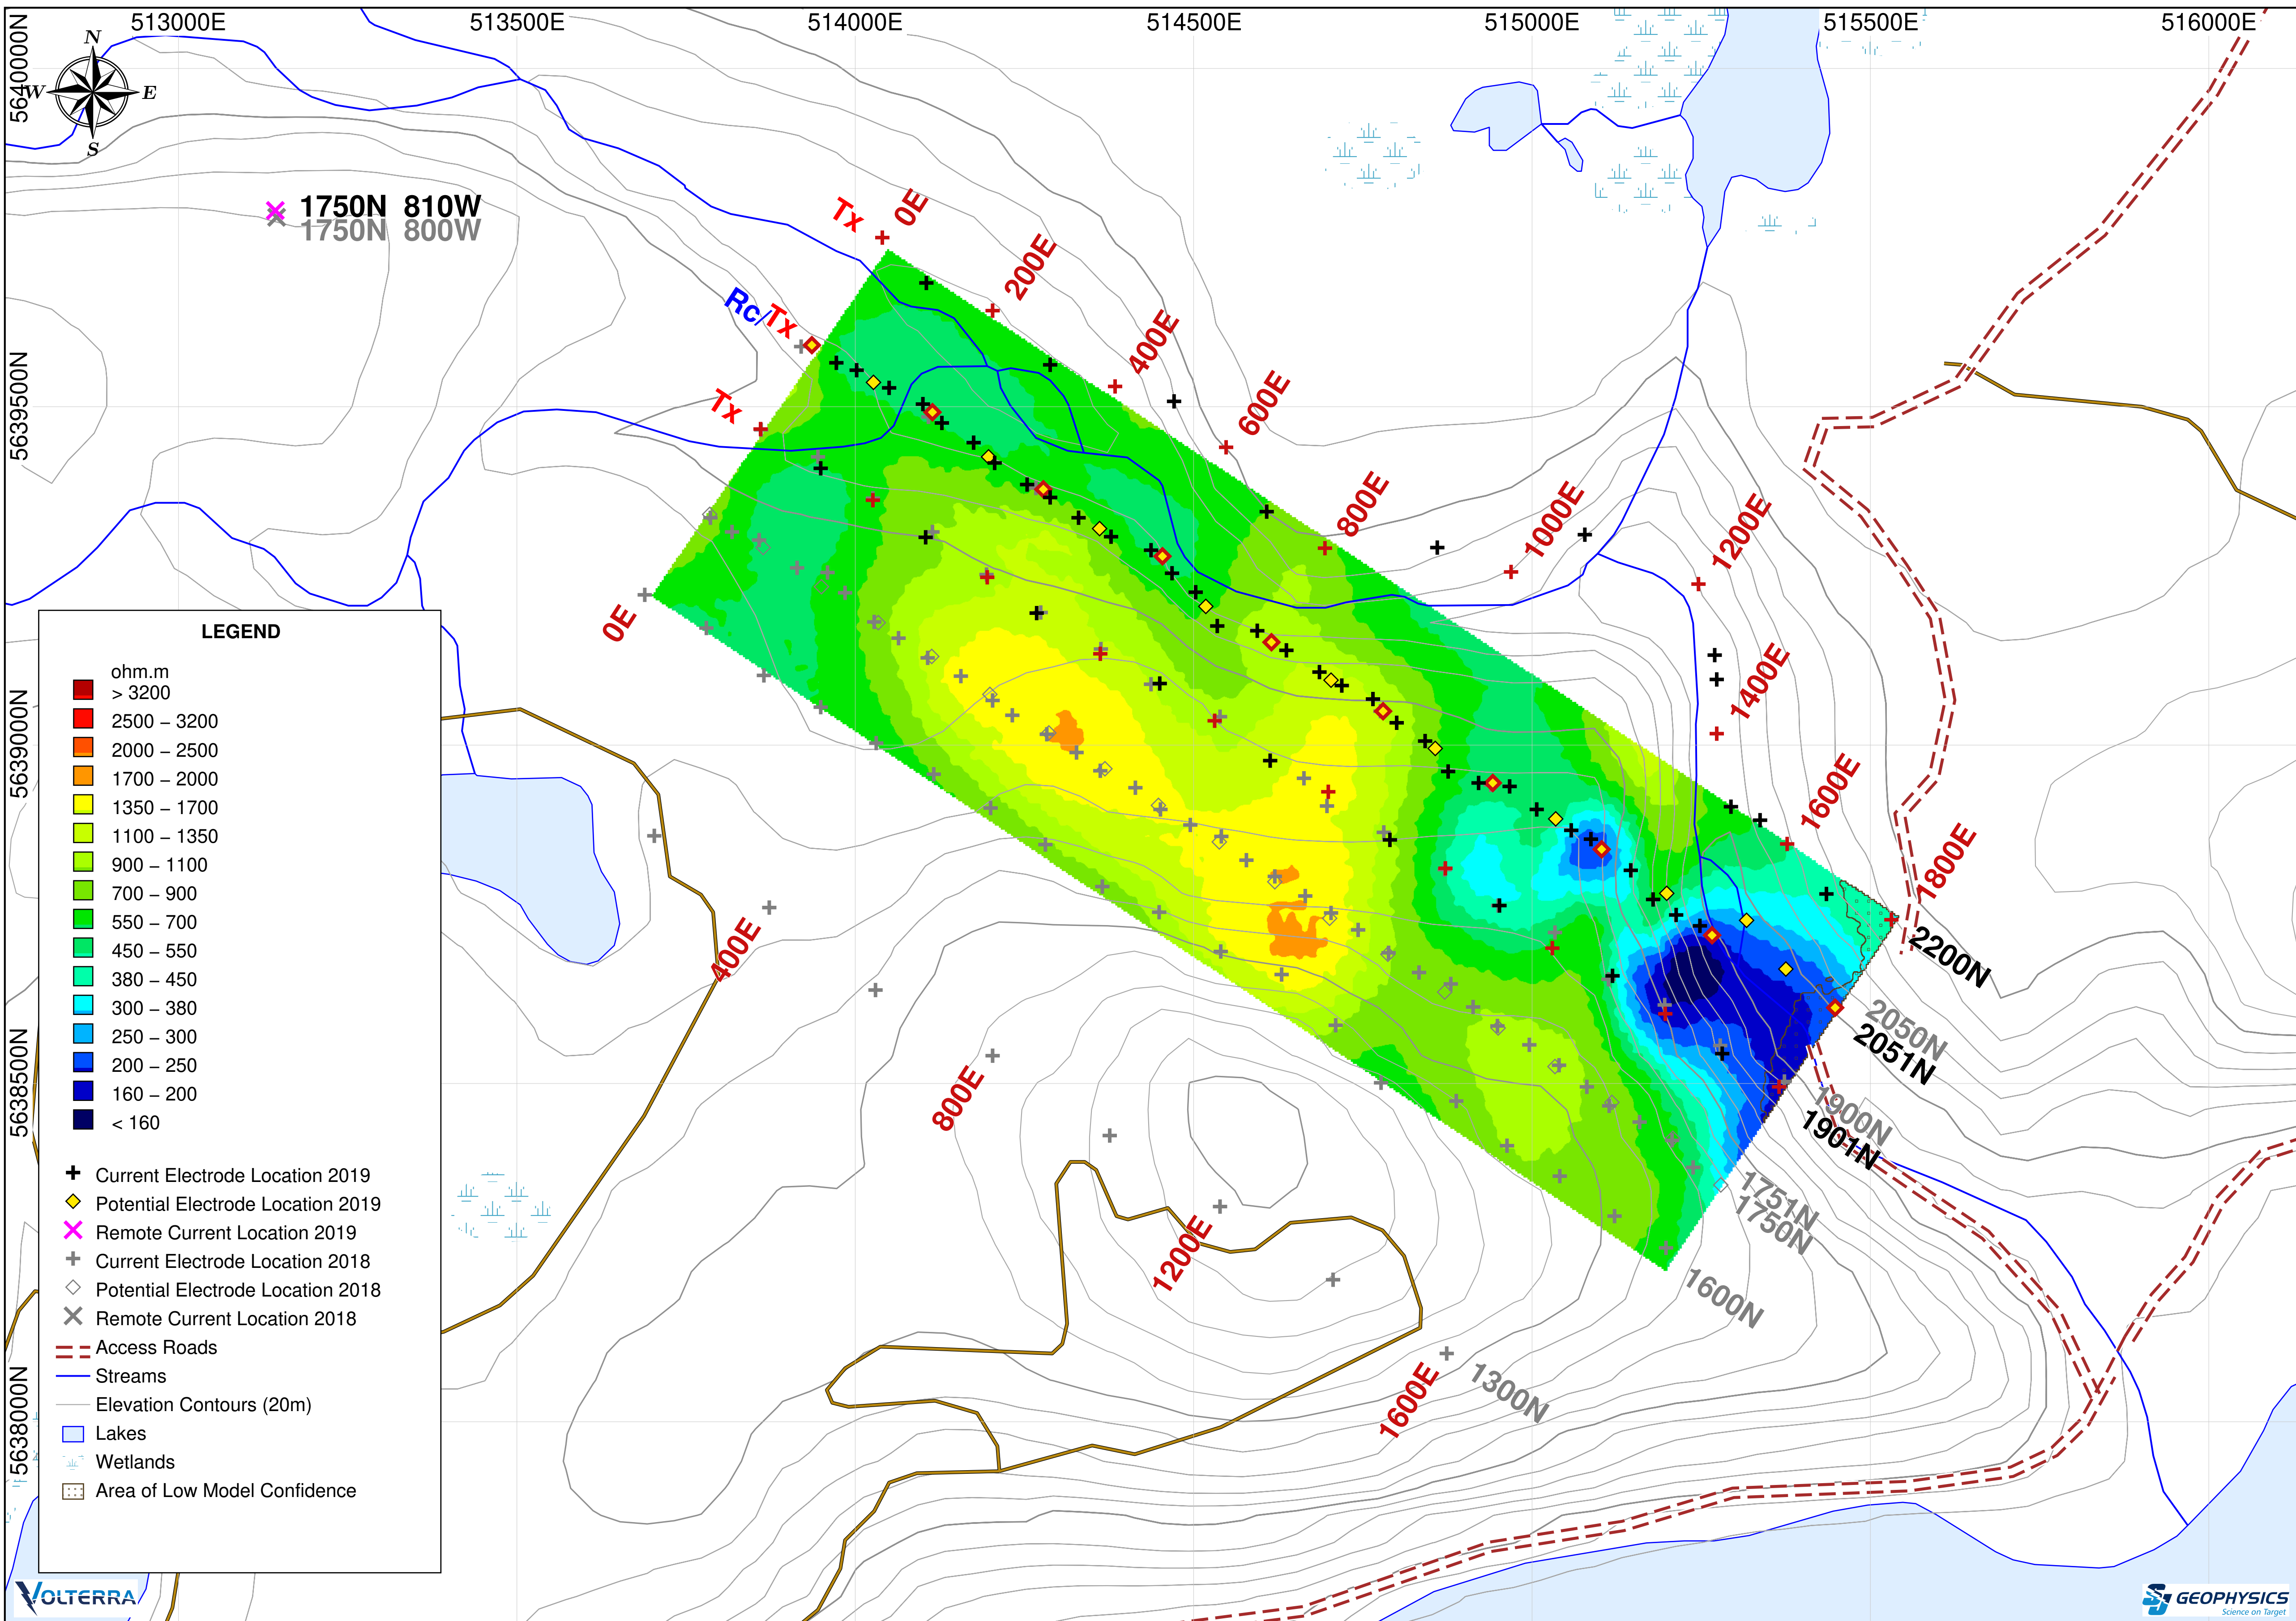 513000E 513500E 514000E 514500E 515000E 515500E 516000E
5640000N
5639500N
5639000N
5638500N
5638000N
N
W E
S
1750N 810W
1750N 800W
Tx 0E
200E
Rc/Tx
400E
Tx
600E
800E
1000E
1200E
1400E
1600E
1800E
0E
400E
800E
1200E
1600E
2200N
2050N
2051N
1900N
1901N
1751N
1750N
1600N
1300N
LEGEND
ohm.m
> 3200
2500 – 3200
2000 – 2500
1700 – 2000
1350 – 1700
1100 – 1350
900 – 1100
700 – 900
550 – 700
450 – 550
380 – 450
300 – 380
250 – 300
200 – 250
160 – 200
< 160
Current Electrode Location 2019
Potential Electrode Location 2019
Remote Current Location 2019
Current Electrode Location 2018
Potential Electrode Location 2018
Remote Current Location 2018
Access Roads
Streams
Elevation Contours (20m)
Lakes
Wetlands
Area of Low Model Confidence
VOLTERRA
SJ GEOPHYSICS
Science on Target